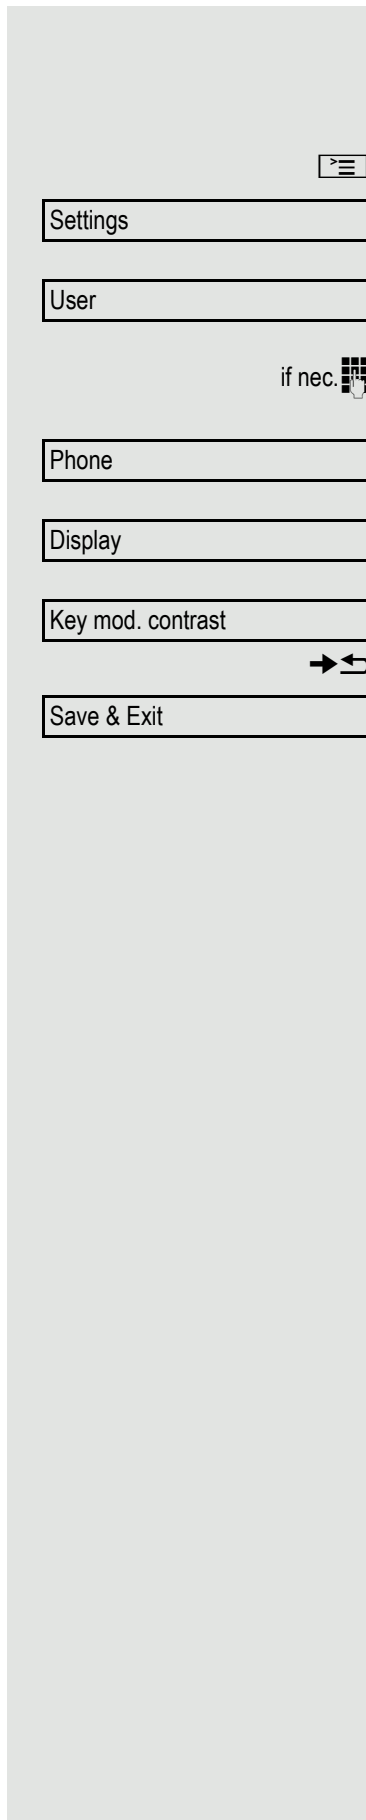 Settings
User
if nec.
Phone
Display
Key mod. contrast
Save & Exit